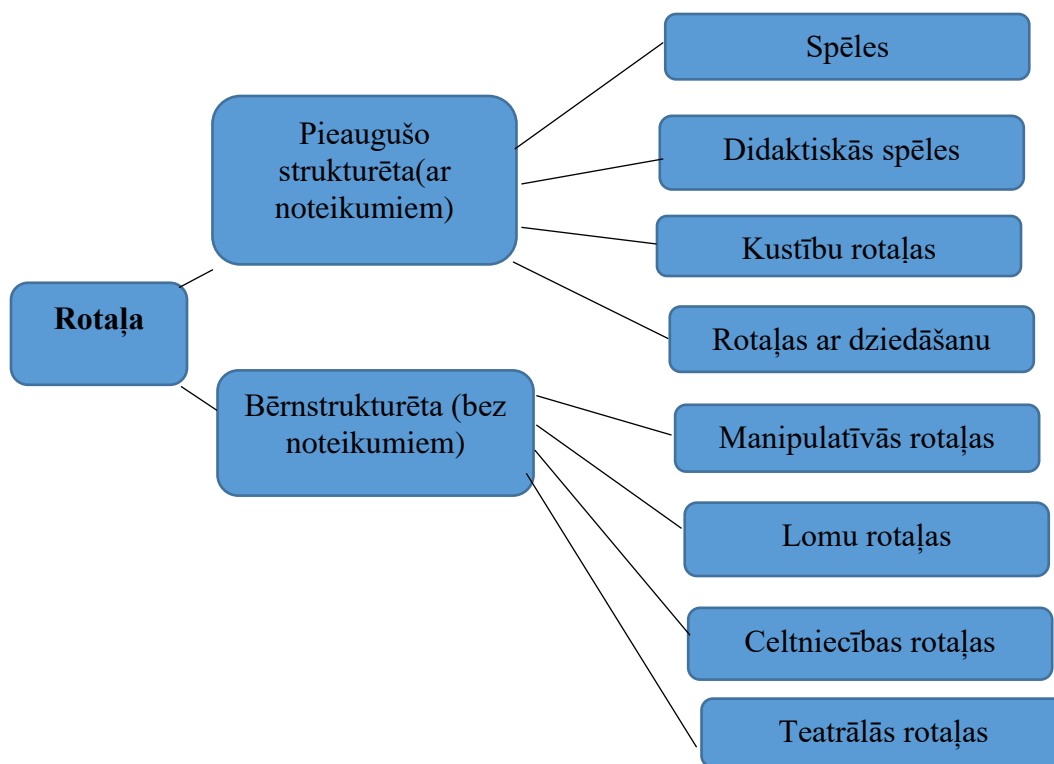 Rotaļa
Pieaugušo
strukturēta(ar
noteikumiem)
Spēles
Didaktiskās spēles
Kustību rotaļas
Rotaļas ar dziedāšanu
Bērnstrukturēta (bez
noteikumiem)
Manipulatīvās rotaļas
Lomu rotaļas
Celtniecības rotaļas
Teatrālās rotaļas